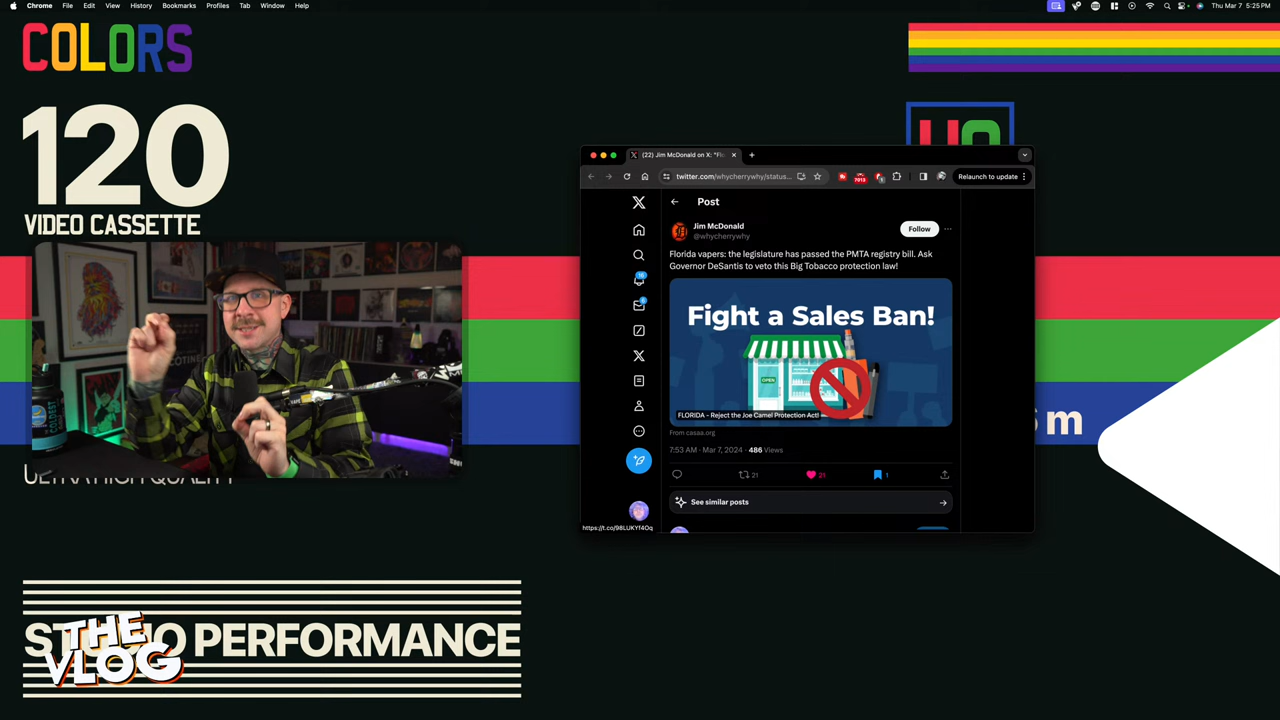 Chrome File Edit View History Bookmarks Profiles Tab Window Help
Thu Mar 7 5:25 PM
COLORS
120
VIDEO CASSETTE
STUDIO PERFORMANCE
THE
VLOG
m
(22) Jim McDonald on X: "Fl
twitter.com/whycherrywhy/status...
7013
Relaunch to update
Post
Jim McDonald
@whycherrywhy
Follow
Florida vapers: the legislature has passed the PMTA registry bill. Ask
Governor DeSantis to veto this Big Tobacco protection law!
Fight a Sales Ban!
OPEN
FLORIDA - Reject the Joe Camel Protection Act!
From casaa.org
7:53 AM · Mar 7, 2024 · 486 Views
21
21
1
See similar posts
https://t.co/98LUKYf4Oq